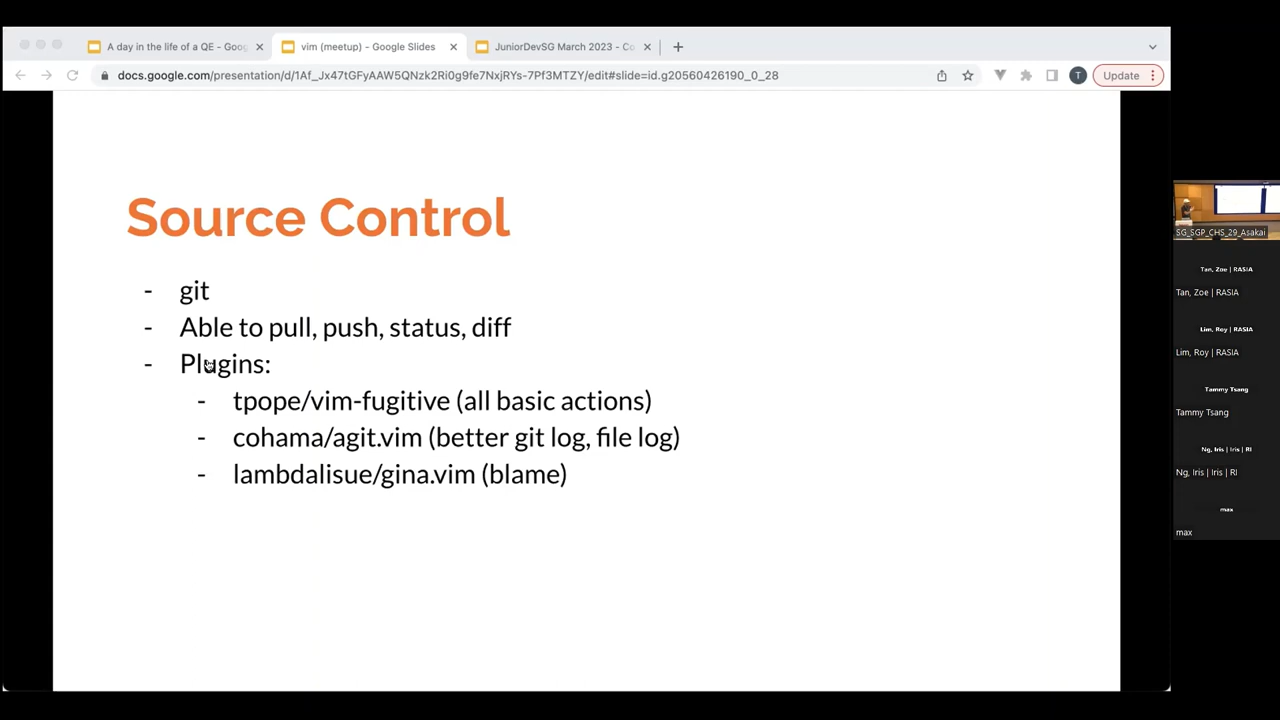 A day in the life of a QE - Goog
vim (meetup) - Google Slides
JuniorDevSG March 2023 - Co
docs.google.com/presentation/d/1Af_Jx47tGFyAAW5QNzk2Ri0g9fe7NxjRYs-7Pf3MTZY/edit#slide=id.g20560426190_0_28
T
Update
Source Control
- git
- Able to pull, push, status, diff
- Plugins:
- tpope/vim-fugitive (all basic actions)
- cohama/agit.vim (better git log, file log)
- lambdalisue/gina.vim (blame)
SG_SGP_CHS_29_Asakai
Tan, Zoe | RASIA
Tan, Zoe | RASIA
Lim, Roy | RASIA
Lim, Roy | RASIA
Tammy Tsang
Tammy Tsang
Ng, Iris | Iris | RI
Ng, Iris | Iris | RI
max
max